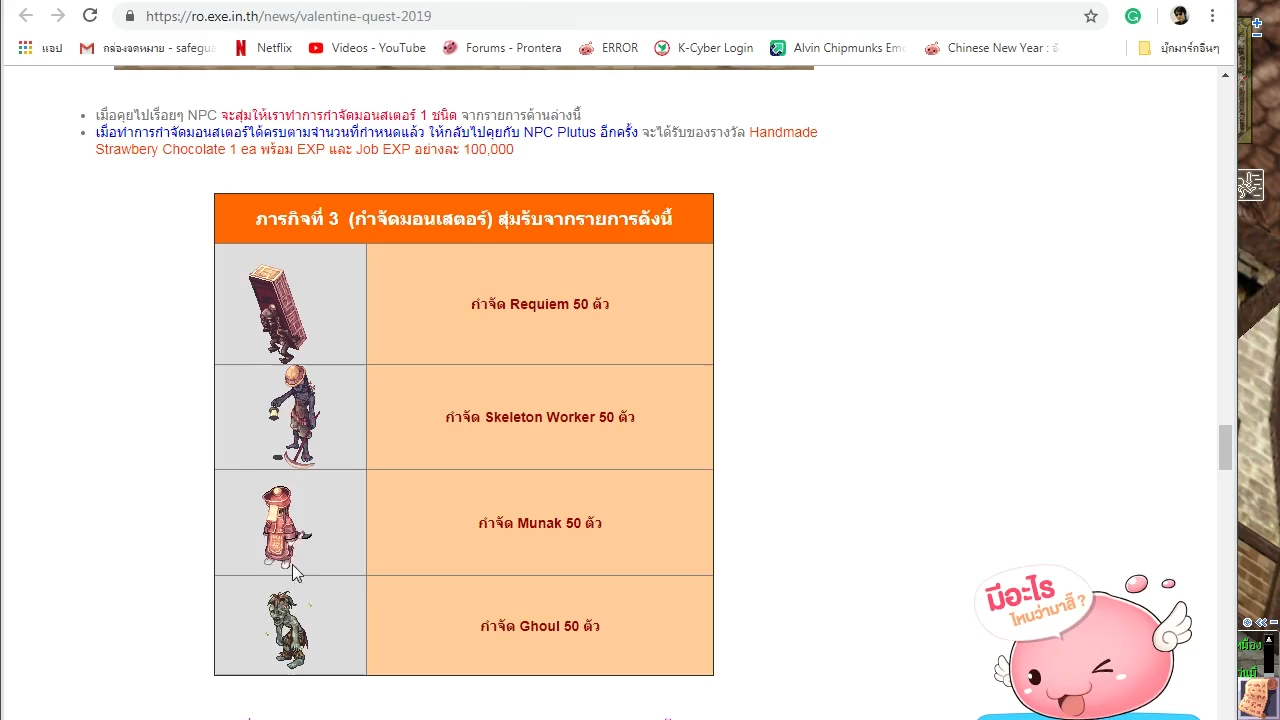 https://ro.exe.in.th/news/valentine-quest-2019
แอป
กล่องจดหมาย - safegua
Netflix
Videos - YouTube
Forums - Prontera
ERROR
K-Cyber Login
Alvin Chipmunks Emo
Chinese New Year : จั
บุ๊กมาร์กอื่นๆ
เมื่อคุยไปเรื่อยๆ NPC จะสุ่มให้เราทำการกำจัดมอนสเตอร์ 1 ชนิด จากรายการด้านล่างนี้
เมื่อทำการกำจัดมอนสเตอร์ได้ครบตามจำนวนที่กำหนดแล้ว ให้กลับไปคุยกับ NPC Plutus อีกครั้ง จะได้รับของรางวัล Handmade
Strawbery Chocolate 1 ea พร้อม EXP และ Job EXP อย่างละ 100,000
ภารกิจที่ 3 (กำจัดมอนเสตอร์) สุ่มรับจากรายการดังนี้
กำจัด Requiem 50 ตัว
กำจัด Skeleton Worker 50 ตัว
กำจัด Munak 50 ตัว
กำจัด Ghoul 50 ตัว
มีอะไร
ไหนว่ามาสิ๊ ?